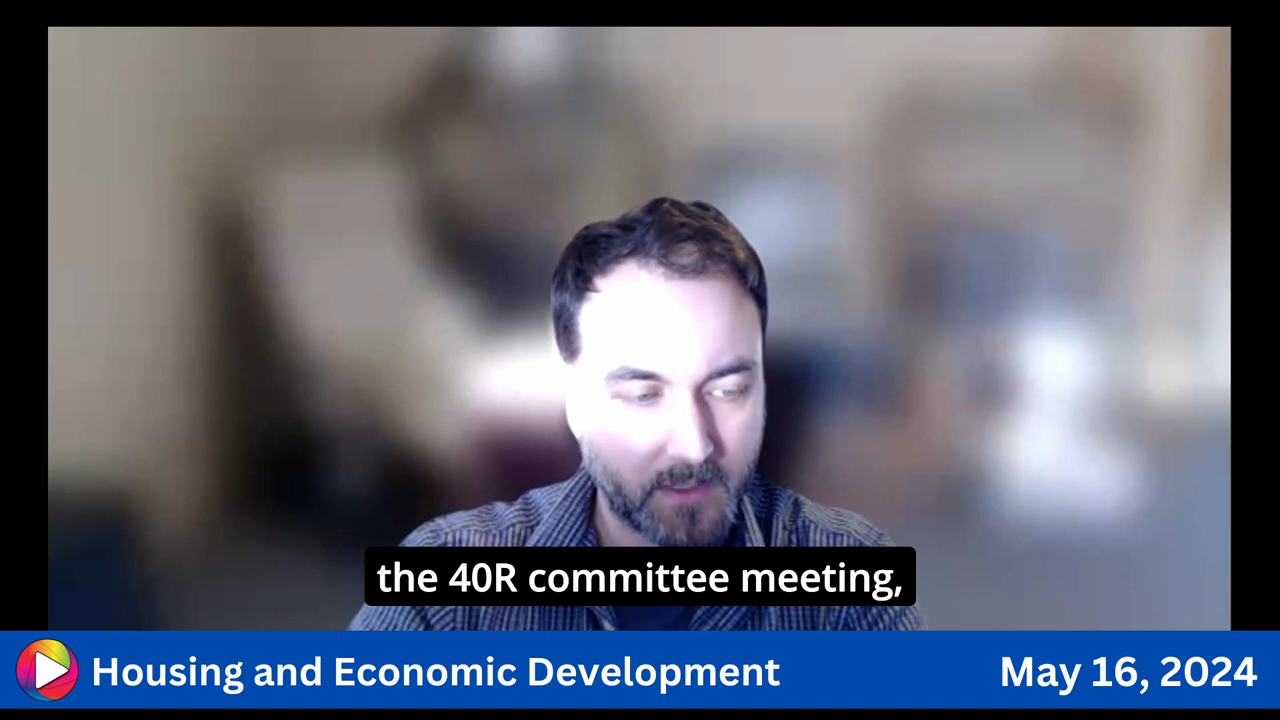 the 40R committee meeting,
Housing and Economic Development
May 16, 2024